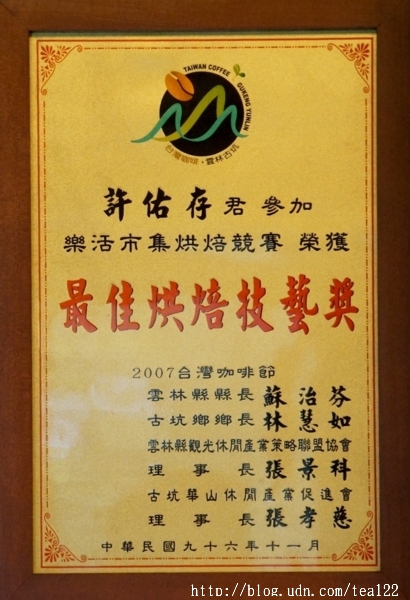 TAIWAN COFFEE GUKENG YUNLIN
台灣咖啡・雲林古坑
許佑存君 參加
樂活市集烘焙競賽 榮獲
最佳烘焙技藝獎
2007台灣咖啡節
雲林縣縣長 蘇治芬
古坑鄉鄉長 林慧如
雲林縣觀光休閒產業策略聯盟協會
理事長 張景科
古坑華山休閒產業促進會
理事長 張孝慈
中華民國九十六年十一月
http://blog.udn.com/tea122